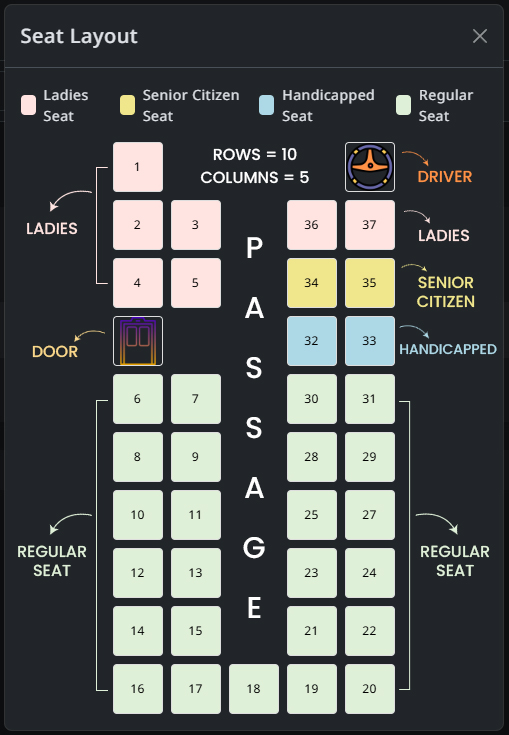 Seat Layout
Ladies
Seat
Senior Citizen
Seat
Handicapped
Seat
Regular
Seat
1
ROWS = 10
COLUMNS = 5
DRIVER
LADIES
2
3
36
37
LADIES
4
5
34
35
SENIOR
CITIZEN
DOOR
32
33
HANDICAPPED
PASSAGE
6
7
30
31
8
9
28
29
10
11
25
27
REGULAR
SEAT
12
13
23
24
REGULAR
SEAT
14
15
21
22
16
17
18
19
20